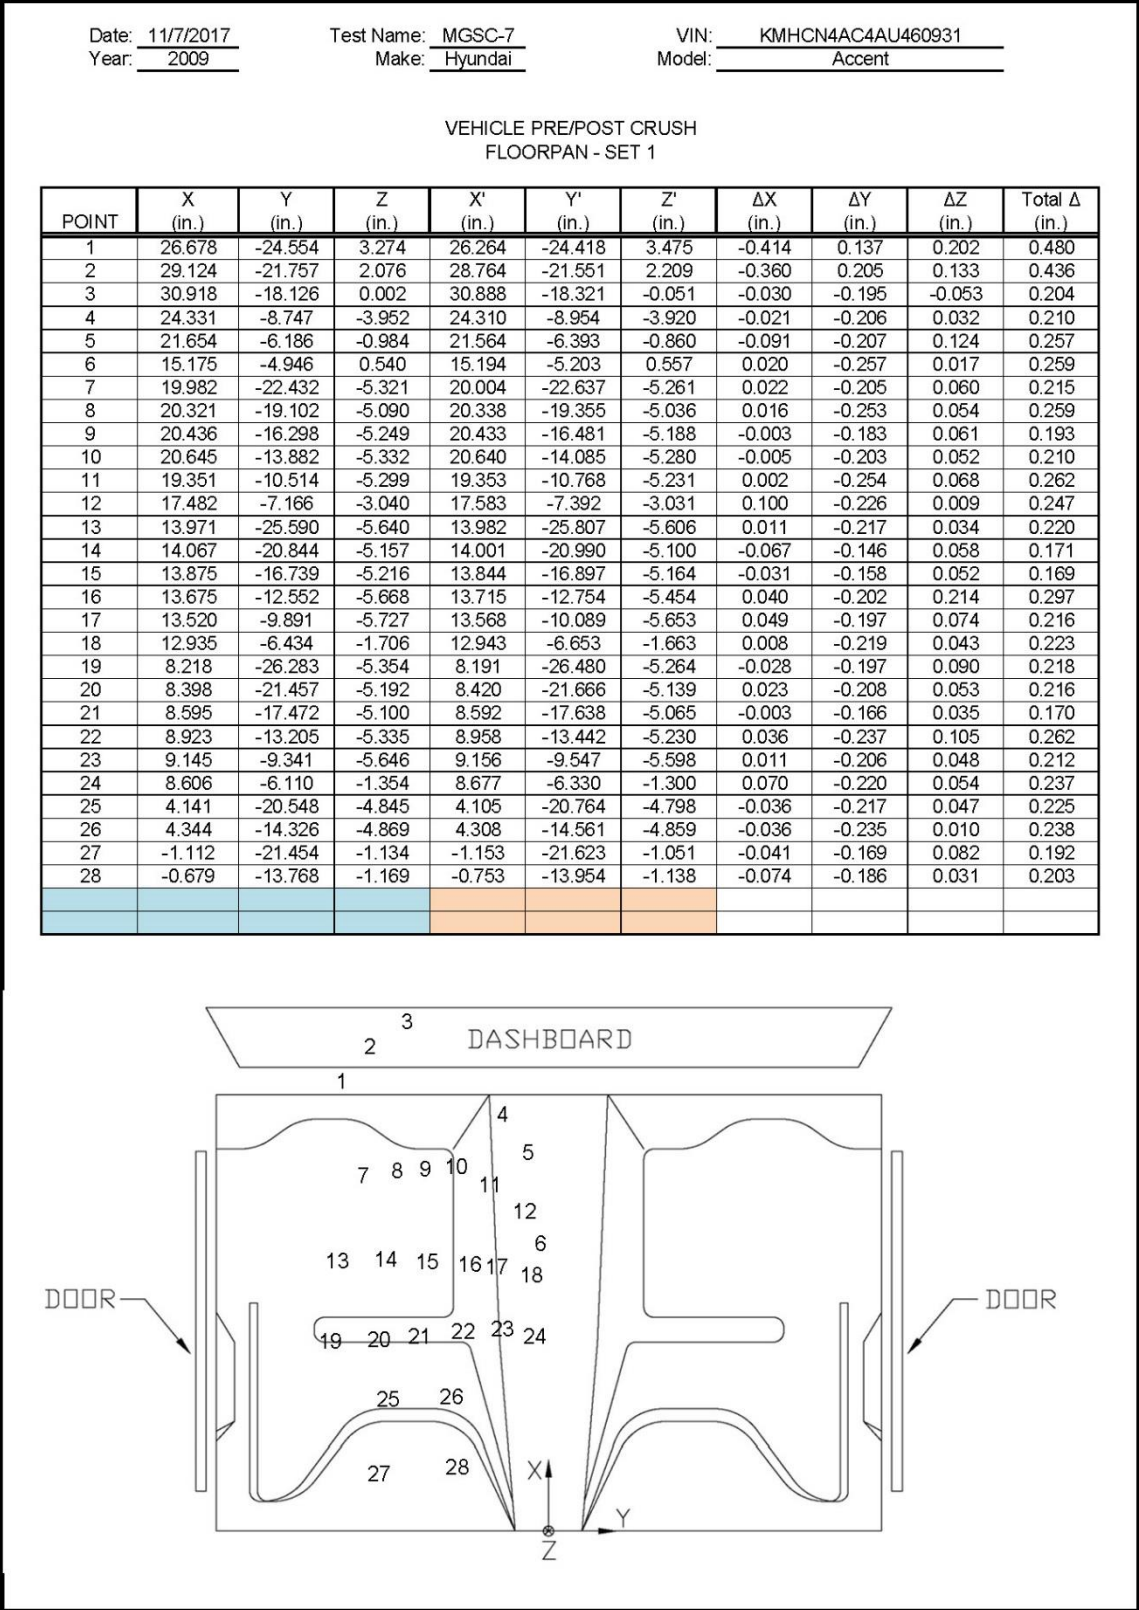 Date: 11/7/2017 Test Name: MGSC-7 VIN: KMHCN4AC4AU460931
Year: 2009 Make: Hyundai Model: Accent
VEHICLE PRE/POST CRUSH
FLOORPAN - SET 1
POINT X (in.) Y (in.) Z (in.) X' (in.) Y' (in.) Z' (in.) ΔX (in.) ΔY (in.) ΔZ (in.) Total Δ (in.)
1 26.678 -24.554 3.274 26.264 -24.418 3.475 -0.414 0.137 0.202 0.480
2 29.124 -21.757 2.076 28.764 -21.551 2.209 -0.360 0.205 0.133 0.436
3 30.918 -18.126 0.002 30.888 -18.321 -0.051 -0.030 -0.195 -0.053 0.204
4 24.331 -8.747 -3.952 24.310 -8.954 -3.920 -0.021 -0.206 0.032 0.210
5 21.654 -6.186 -0.984 21.564 -6.393 -0.860 -0.091 -0.207 0.124 0.257
6 15.175 -4.946 0.540 15.194 -5.203 0.557 0.020 -0.257 0.017 0.259
7 19.982 -22.432 -5.321 20.004 -22.637 -5.261 0.022 -0.205 0.060 0.215
8 20.321 -19.102 -5.090 20.338 -19.355 -5.036 0.016 -0.253 0.054 0.259
9 20.436 -16.298 -5.249 20.433 -16.481 -5.188 -0.003 -0.183 0.061 0.193
10 20.645 -13.882 -5.332 20.640 -14.085 -5.280 -0.005 -0.203 0.052 0.210
11 19.351 -10.514 -5.299 19.353 -10.768 -5.231 0.002 -0.254 0.068 0.262
12 17.482 -7.166 -3.040 17.583 -7.392 -3.031 0.100 -0.226 0.009 0.247
13 13.971 -25.590 -5.640 13.982 -25.807 -5.606 0.011 -0.217 0.034 0.220
14 14.067 -20.844 -5.157 14.001 -20.990 -5.100 -0.067 -0.146 0.058 0.171
15 13.875 -16.739 -5.216 13.844 -16.897 -5.164 -0.031 -0.158 0.052 0.169
16 13.675 -12.552 -5.668 13.715 -12.754 -5.454 0.040 -0.202 0.214 0.297
17 13.520 -9.891 -5.727 13.568 -10.089 -5.653 0.049 -0.197 0.074 0.216
18 12.935 -6.434 -1.706 12.943 -6.653 -1.663 0.008 -0.219 0.043 0.223
19 8.218 -26.283 -5.354 8.191 -26.480 -5.264 -0.028 -0.197 0.090 0.218
20 8.398 -21.457 -5.192 8.420 -21.666 -5.139 0.023 -0.208 0.053 0.216
21 8.595 -17.472 -5.100 8.592 -17.638 -5.065 -0.003 -0.166 0.035 0.170
22 8.923 -13.205 -5.335 8.958 -13.442 -5.230 0.036 -0.237 0.105 0.262
23 9.145 -9.341 -5.646 9.156 -9.547 -5.598 0.011 -0.206 0.048 0.212
24 8.606 -6.110 -1.354 8.677 -6.330 -1.300 0.070 -0.220 0.054 0.237
25 4.141 -20.548 -4.845 4.105 -20.764 -4.798 -0.036 -0.217 0.047 0.225
26 4.344 -14.326 -4.869 4.308 -14.561 -4.859 -0.036 -0.235 0.010 0.238
27 -1.112 -21.454 -1.134 -1.153 -21.623 -1.051 -0.041 -0.169 0.082 0.192
28 -0.679 -13.768 -1.169 -0.753 -13.954 -1.138 -0.074 -0.186 0.031 0.203
3
2 DASHBOARD
1
4
5
7 8 9 10
11
12
6
13 14 15 16 17 18
DOOR DOOR
19 20 21 22 23 24
25 26
27 28 X
Y
Z